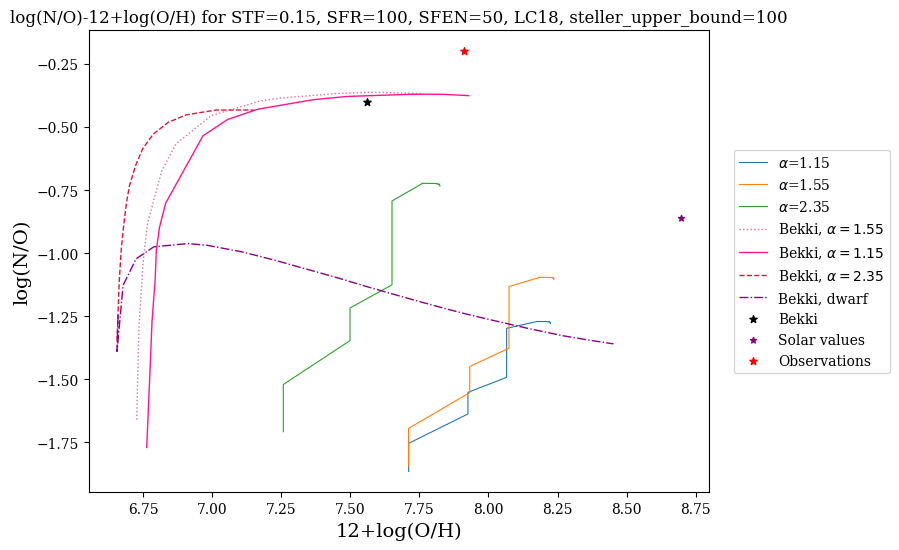 log(N/O)-12+log(O/H) for STF=0.15, SFR=100, SFEN=50, LC18, steller_upper_bound=100
log(N/O)
−0.25
−0.50
−0.75
−1.00
−1.25
−1.50
−1.75
6.75 7.00 7.25 7.50 7.75 8.00 8.25 8.50 8.75
12+log(O/H)
α=1.15
α=1.55
α=2.35
Bekki, α = 1.55
Bekki, α = 1.15
Bekki, α = 2.35
Bekki, dwarf
Bekki
Solar values
Observations